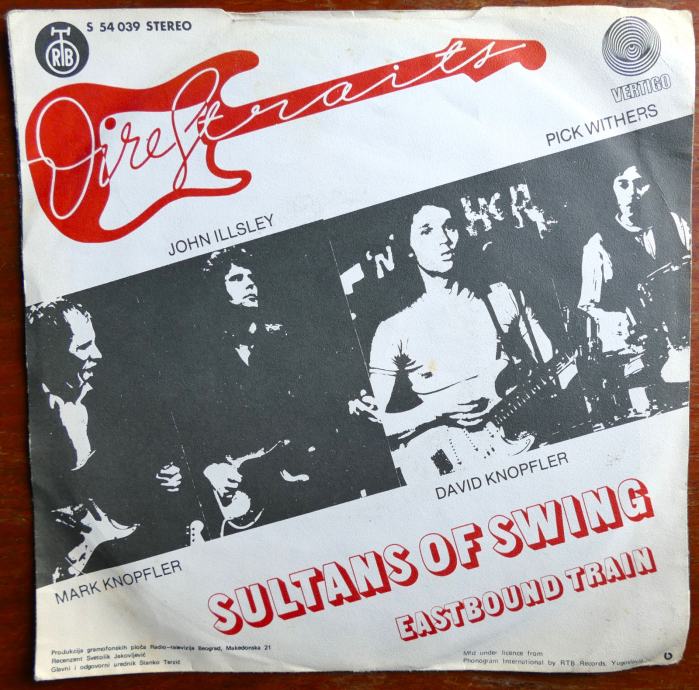 RTB
S 54 039 STEREO
Dire Straits
VERTIGO
PICK WITHERS
JOHN ILLSLEY
'N'
DAVID KNOPFLER
MARK KNOPFLER
SULTANS OF SWING
EASTBOUND TRAIN
Produkcija gramofonskih ploča Radio-televizija Beograd, Makedonska 21
Recenzent Svetolik Jakovljević
Glavni i odgovorni urednik Stanko Terzić
Mfd under licence from
Phonogram International by RTB Records, Yugoslavia